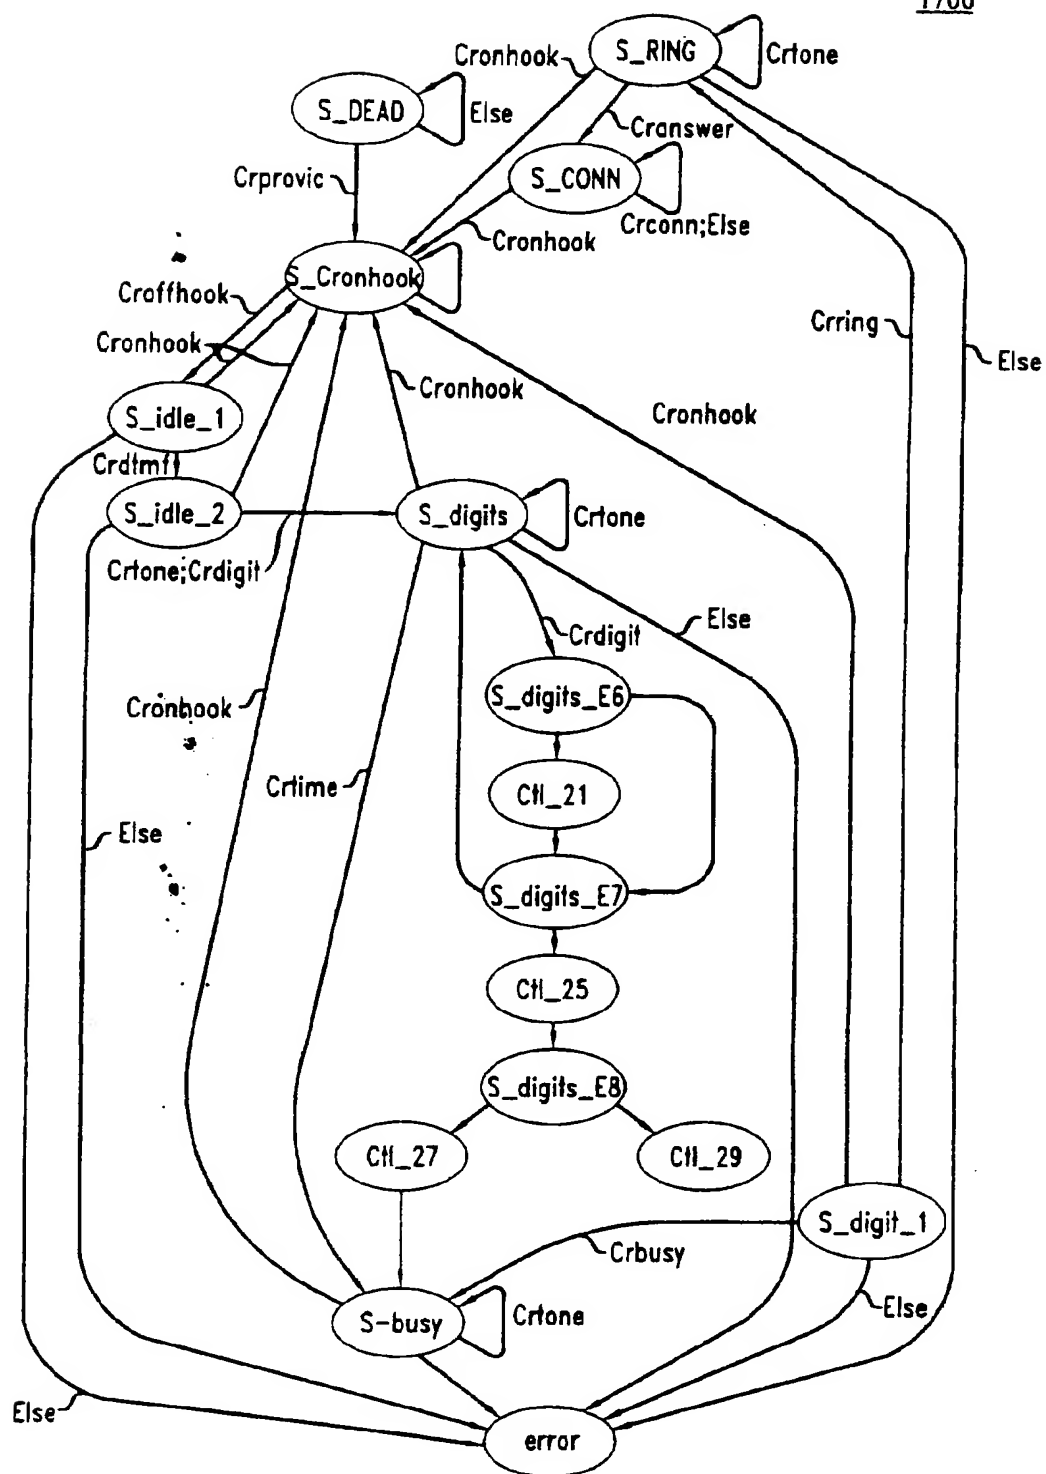 1700
S_RING
Cronhook
Crtone
S_DEAD
Else
Cranswer
Crprovic
S_CONN
Crconn;Else
Cronhook
S_Cronhook
Croffhook
Crring
Cronhook
Else
Cronhook
Cronhook
S_idle_1
Crdtmf
S_idle_2
S_digits
Crtone
Crtone;Crdigit
Else
Crdigit
S_digits_E6
Cronhook
Crtime
Ctl_21
Else
S_digits_E7
Ctl_25
S_digits_E8
Ctl_27
Ctl_29
S_digit_1
Crbusy
Else
S-busy
Crtone
Else
error